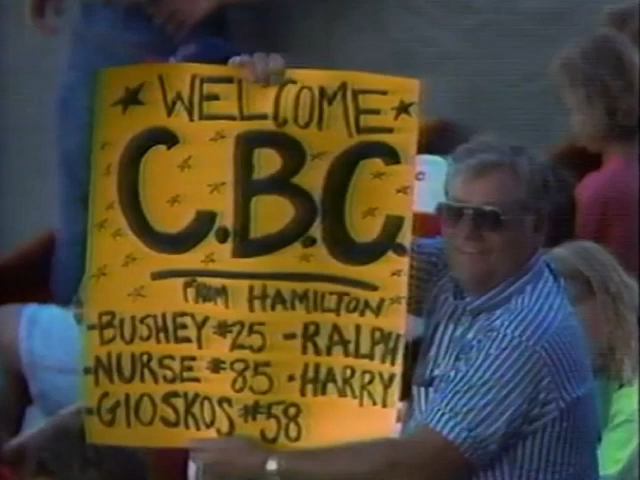 WELCOME
C.B.C.
FROM HAMILTON
-BUSHEY #25 -RALPH
-NURSE #85 -HARRY
-GIOSKOS #58